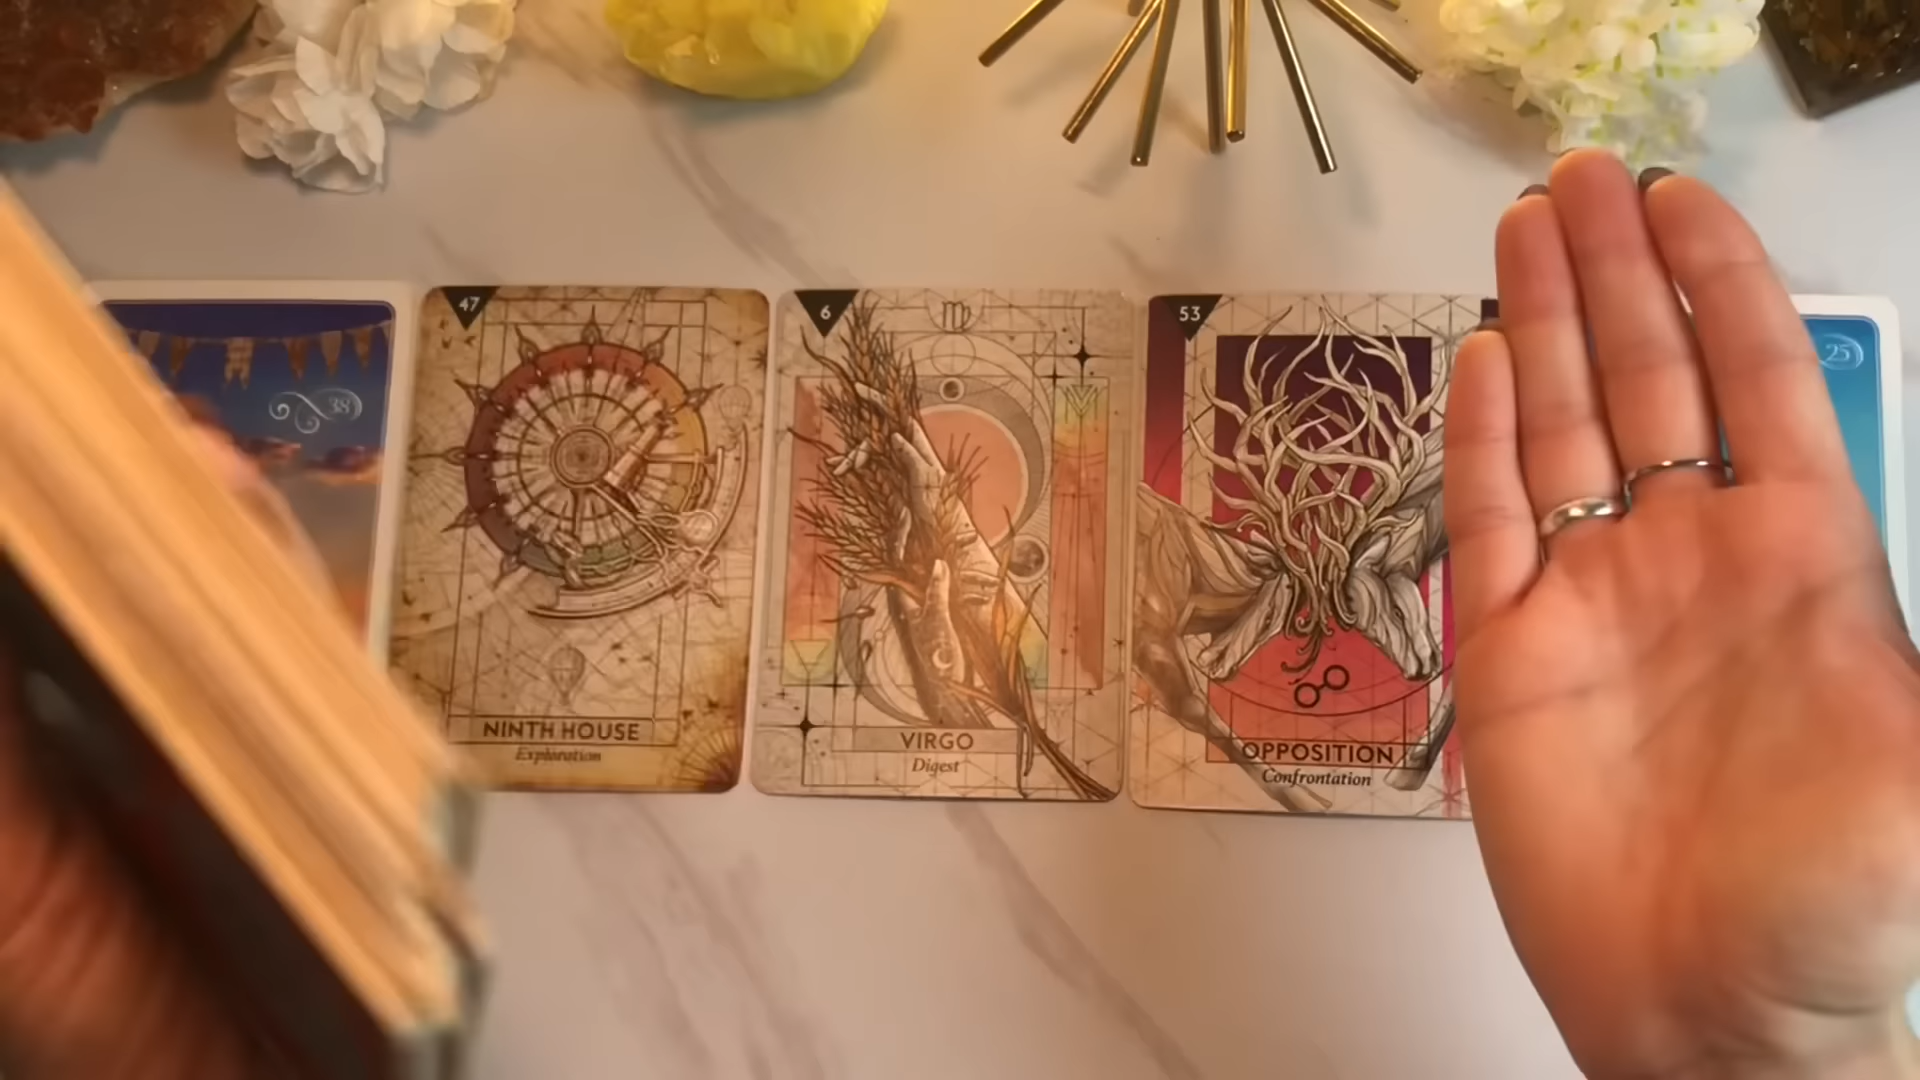 38
47
NINTH HOUSE
Exploration
6
VIRGO
Digest
53
OPPOSITION
Confrontation
25